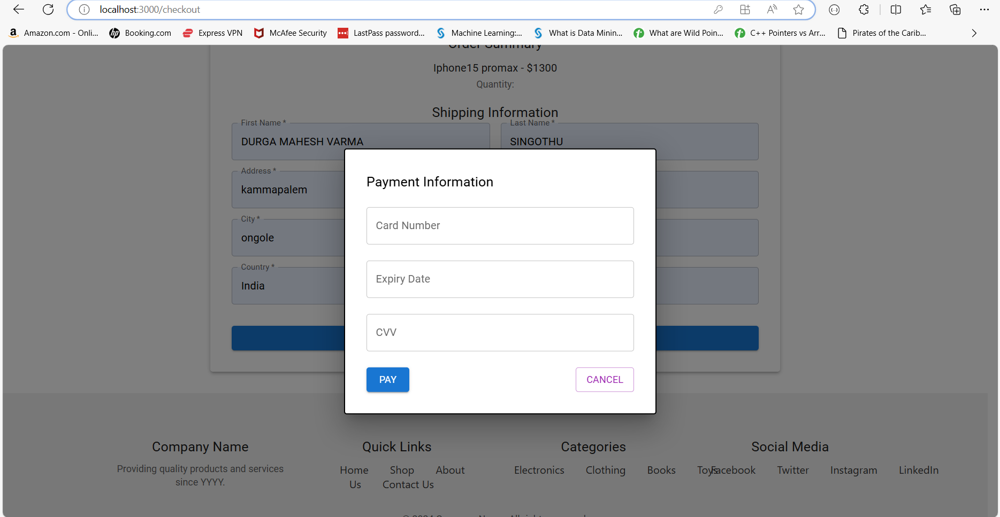 localhost:3000/checkout
Amazon.com - Onli... Booking.com Express VPN McAfee Security LastPass password... Machine Learning:... What is Data Minin... What are Wild Poin... C++ Pointers vs Arr... Pirates of the Carib...
Order Summary
Iphone15 promax - $1300
Quantity:
Shipping Information
First Name * Last Name *
DURGA MAHESH VARMA SINGOTHU
Address *
kammapalem
City *
ongole
Country *
India
Payment Information
Card Number
Expiry Date
CVV
PAY CANCEL
Company Name Quick Links Categories Social Media
Providing quality products and services
since YYYY.
Home Shop About
Us Contact Us
Electronics Clothing Books Toys
Facebook Twitter Instagram LinkedIn